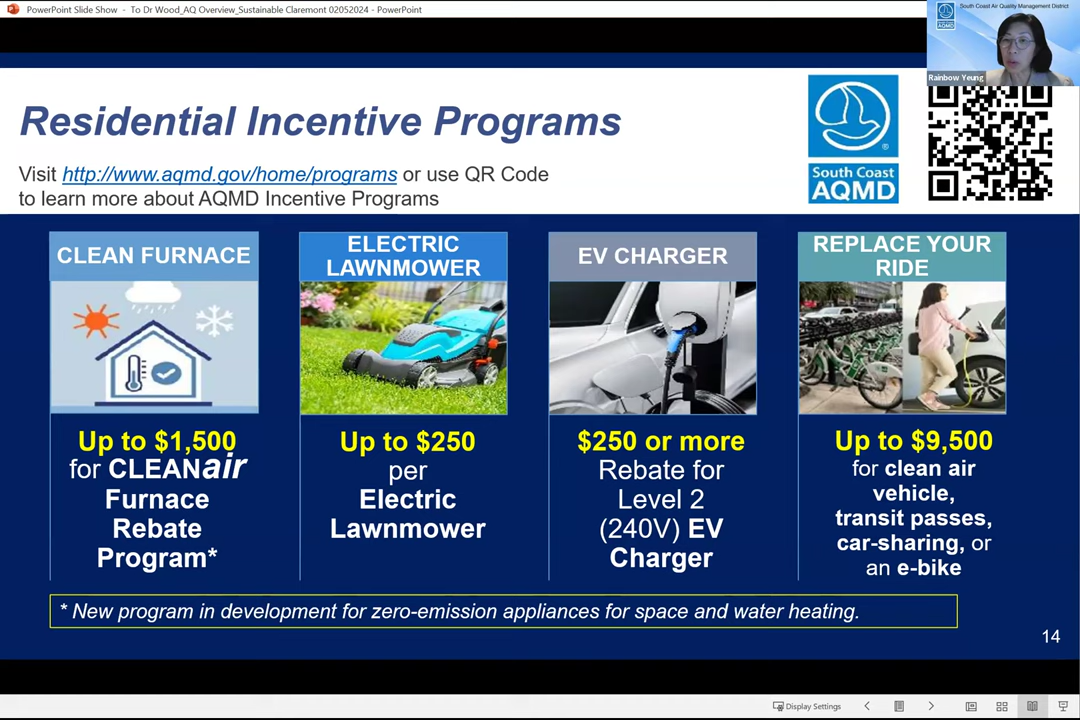 PowerPoint Slide Show - To Dr Wood_AQ Overview_Sustainable Claremont 02052024 - PowerPoint
South Coast Air Quality Management District
AQMD
Rainbow Yeung
Residential Incentive Programs
Visit http://www.aqmd.gov/home/programs or use QR Code
to learn more about AQMD Incentive Programs
South Coast
AQMD
CLEAN FURNACE
Up to $1,500
for CLEANair
Furnace
Rebate
Program*
ELECTRIC
LAWNMOWER
Up to $250
per
Electric
Lawnmower
EV CHARGER
$250 or more
Rebate for
Level 2
(240V) EV
Charger
REPLACE YOUR
RIDE
Up to $9,500
for clean air
vehicle,
transit passes,
car-sharing, or
an e-bike
* New program in development for zero-emission appliances for space and water heating.
14
Display Settings